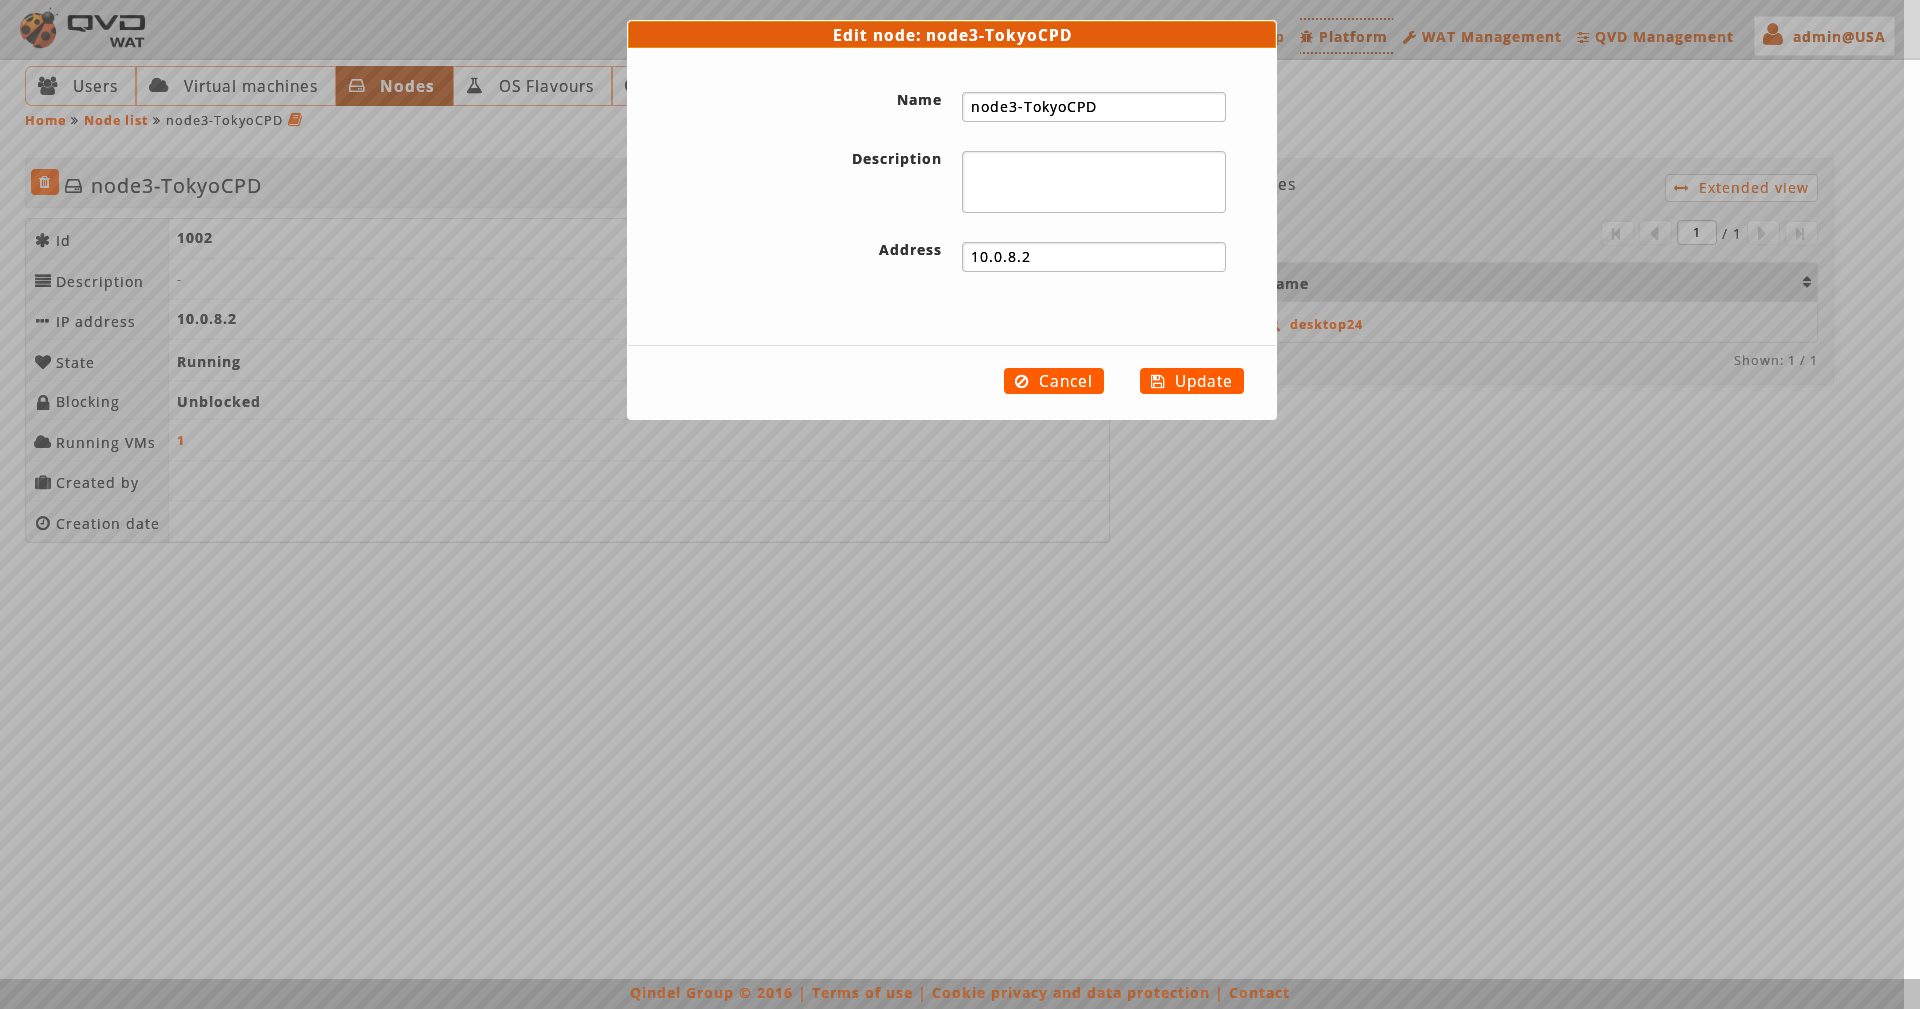 QVD
WAT
Edit node: node3-TokyoCPD
Platform
WAT Management
QVD Management
admin@USA
Users
Virtual machines
Nodes
OS Flavours
Home » Node list » node3-TokyoCPD
Name
node3-TokyoCPD
Description
Address
10.0.8.2
Cancel
Update
node3-TokyoCPD
Id
1002
Description
-
IP address
10.0.8.2
State
Running
Blocking
Unblocked
Running VMs
1
Created by
Creation date
Extended view
1 / 1
desktop24
Shown: 1 / 1
Qindel Group © 2016 | Terms of use | Cookie privacy and data protection | Contact